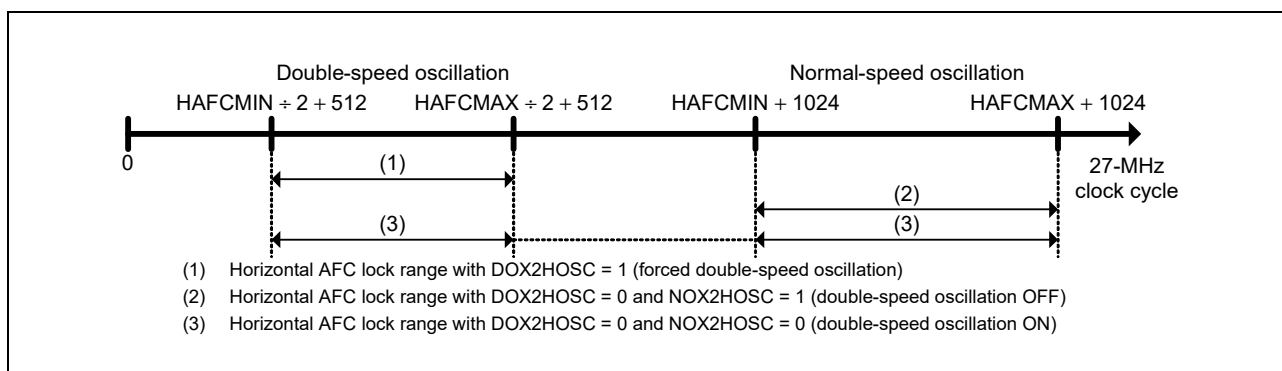 Double-speed oscillation
Normal-speed oscillation
HAFCMIN ÷ 2 + 512
HAFCMAX ÷ 2 + 512
HAFCMIN + 1024
HAFCMAX + 1024
0
27-MHz
clock cycle
(1)
(2)
(3)
(3)
(1) Horizontal AFC lock range with DOX2HOSC = 1 (forced double-speed oscillation)
(2) Horizontal AFC lock range with DOX2HOSC = 0 and NOX2HOSC = 1 (double-speed oscillation OFF)
(3) Horizontal AFC lock range with DOX2HOSC = 0 and NOX2HOSC = 0 (double-speed oscillation ON)